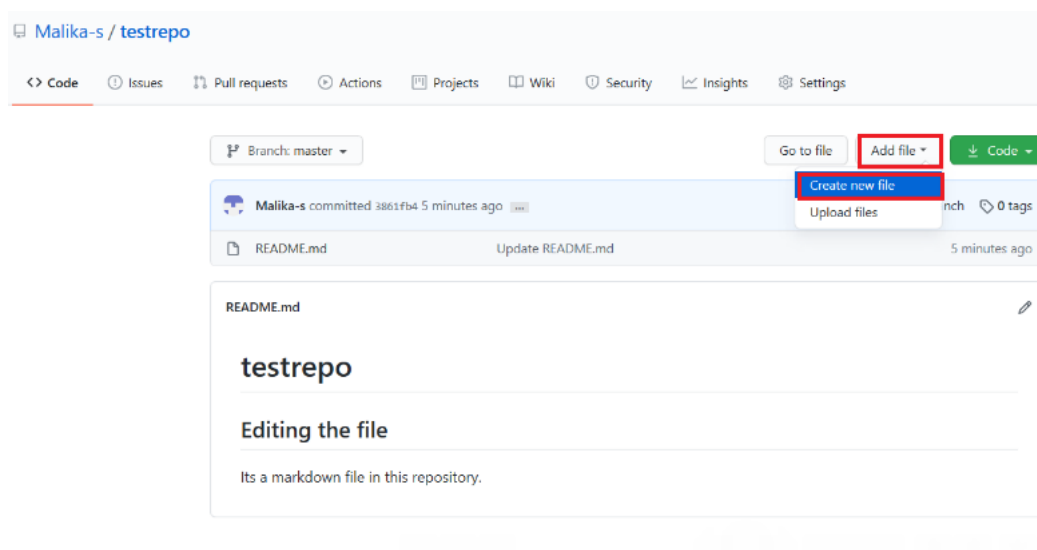 Malika-s / testrepo
Code Issues Pull requests Actions Projects Wiki Security Insights Settings
Branch: master Go to file Add file Code
Create new file
Malika-s committed 3861fb4 5 minutes ago ... nch 0 tags
Upload files
README.md Update README.md 5 minutes ago
README.md
testrepo
Editing the file
Its a markdown file in this repository.